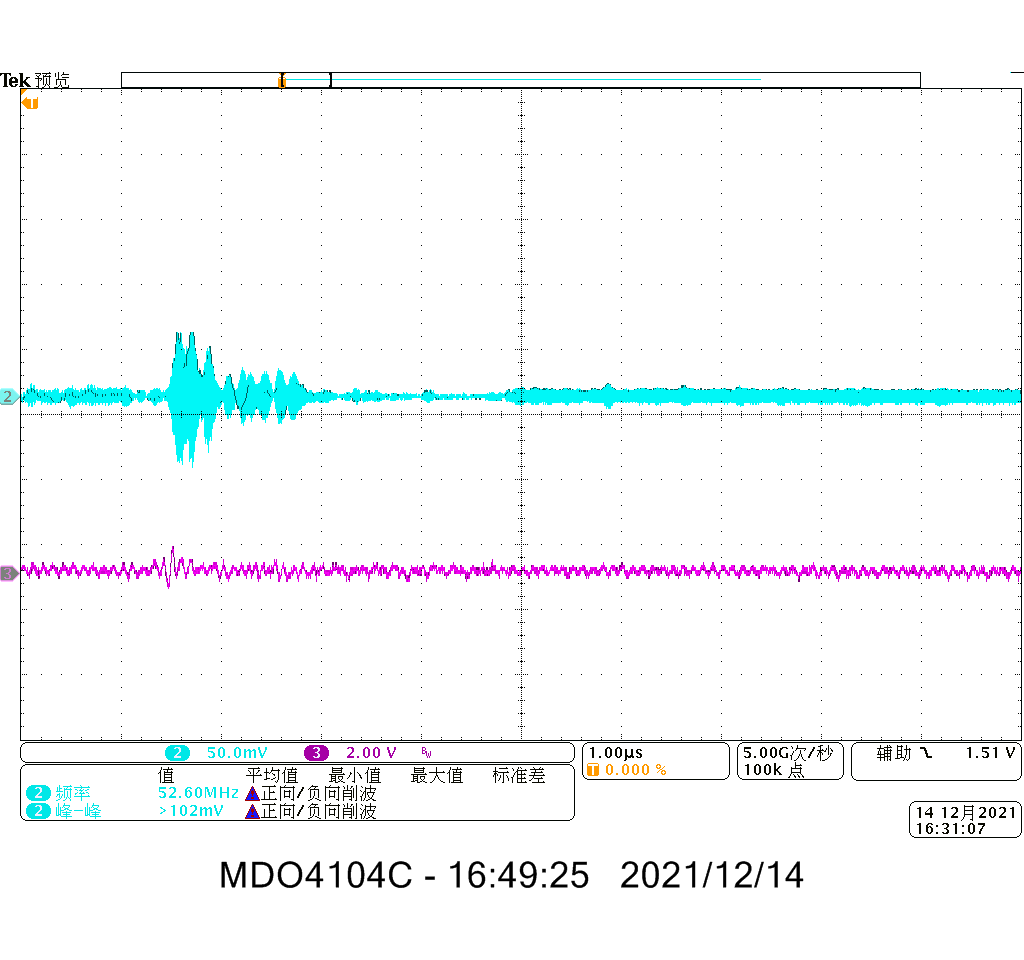 Tek 预览
T
2
3
2 50.0mV 3 2.00 V BW
1.00µs
T 0.000 %
5.00G次/秒
100k 点
辅助 1.51 V
值 平均值 最小值 最大值 标准差
2 频率 52.60MHz 正向/负向削波
2 峰-峰 >102mV 正向/负向削波
14 12月2021
16:31:07
MDO4104C - 16:49:25 2021/12/14